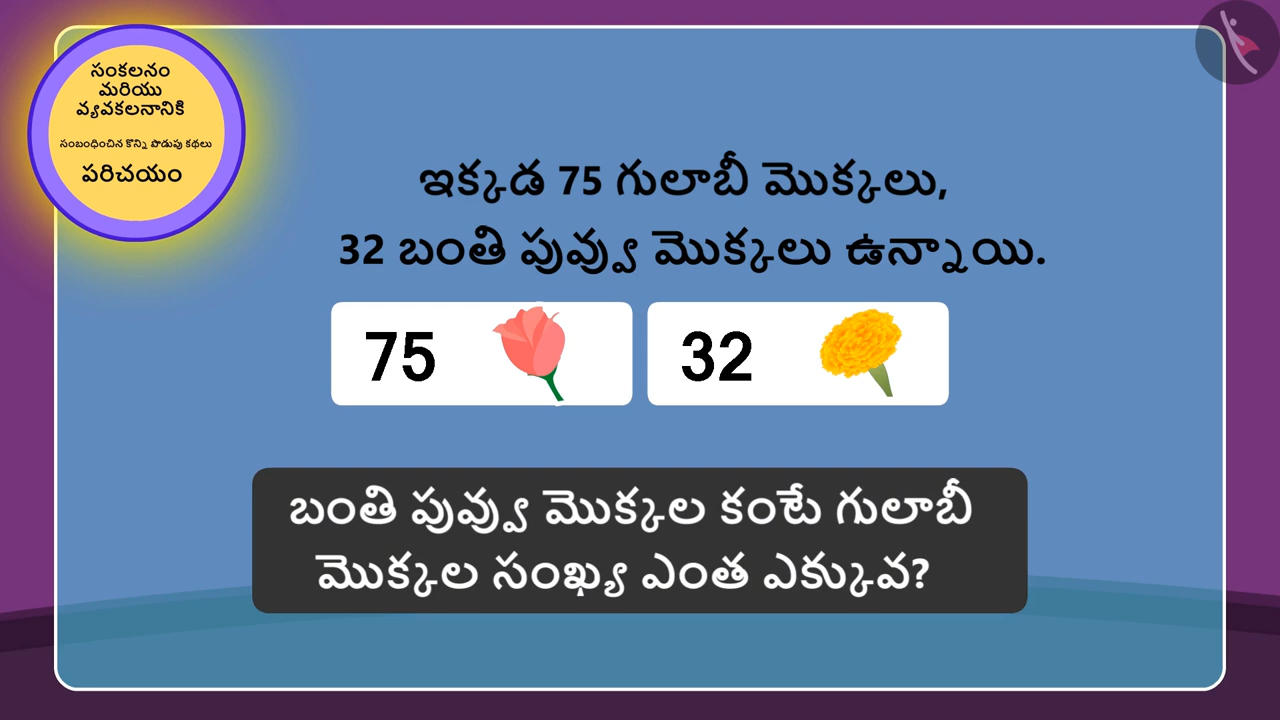 సంకలనం
మరియు
వ్యవకలనానికి
సంబంధించిన కొన్ని పొడుపు కథలు
పరిచయం
ఇక్కడ 75 గులాబీ మొక్కలు,
32 బంతి పువ్వు మొక్కలు ఉన్నాయి.
75
32
బంతి పువ్వు మొక్కల కంటే గులాబీ
మొక్కల సంఖ్య ఎంత ఎక్కువ?